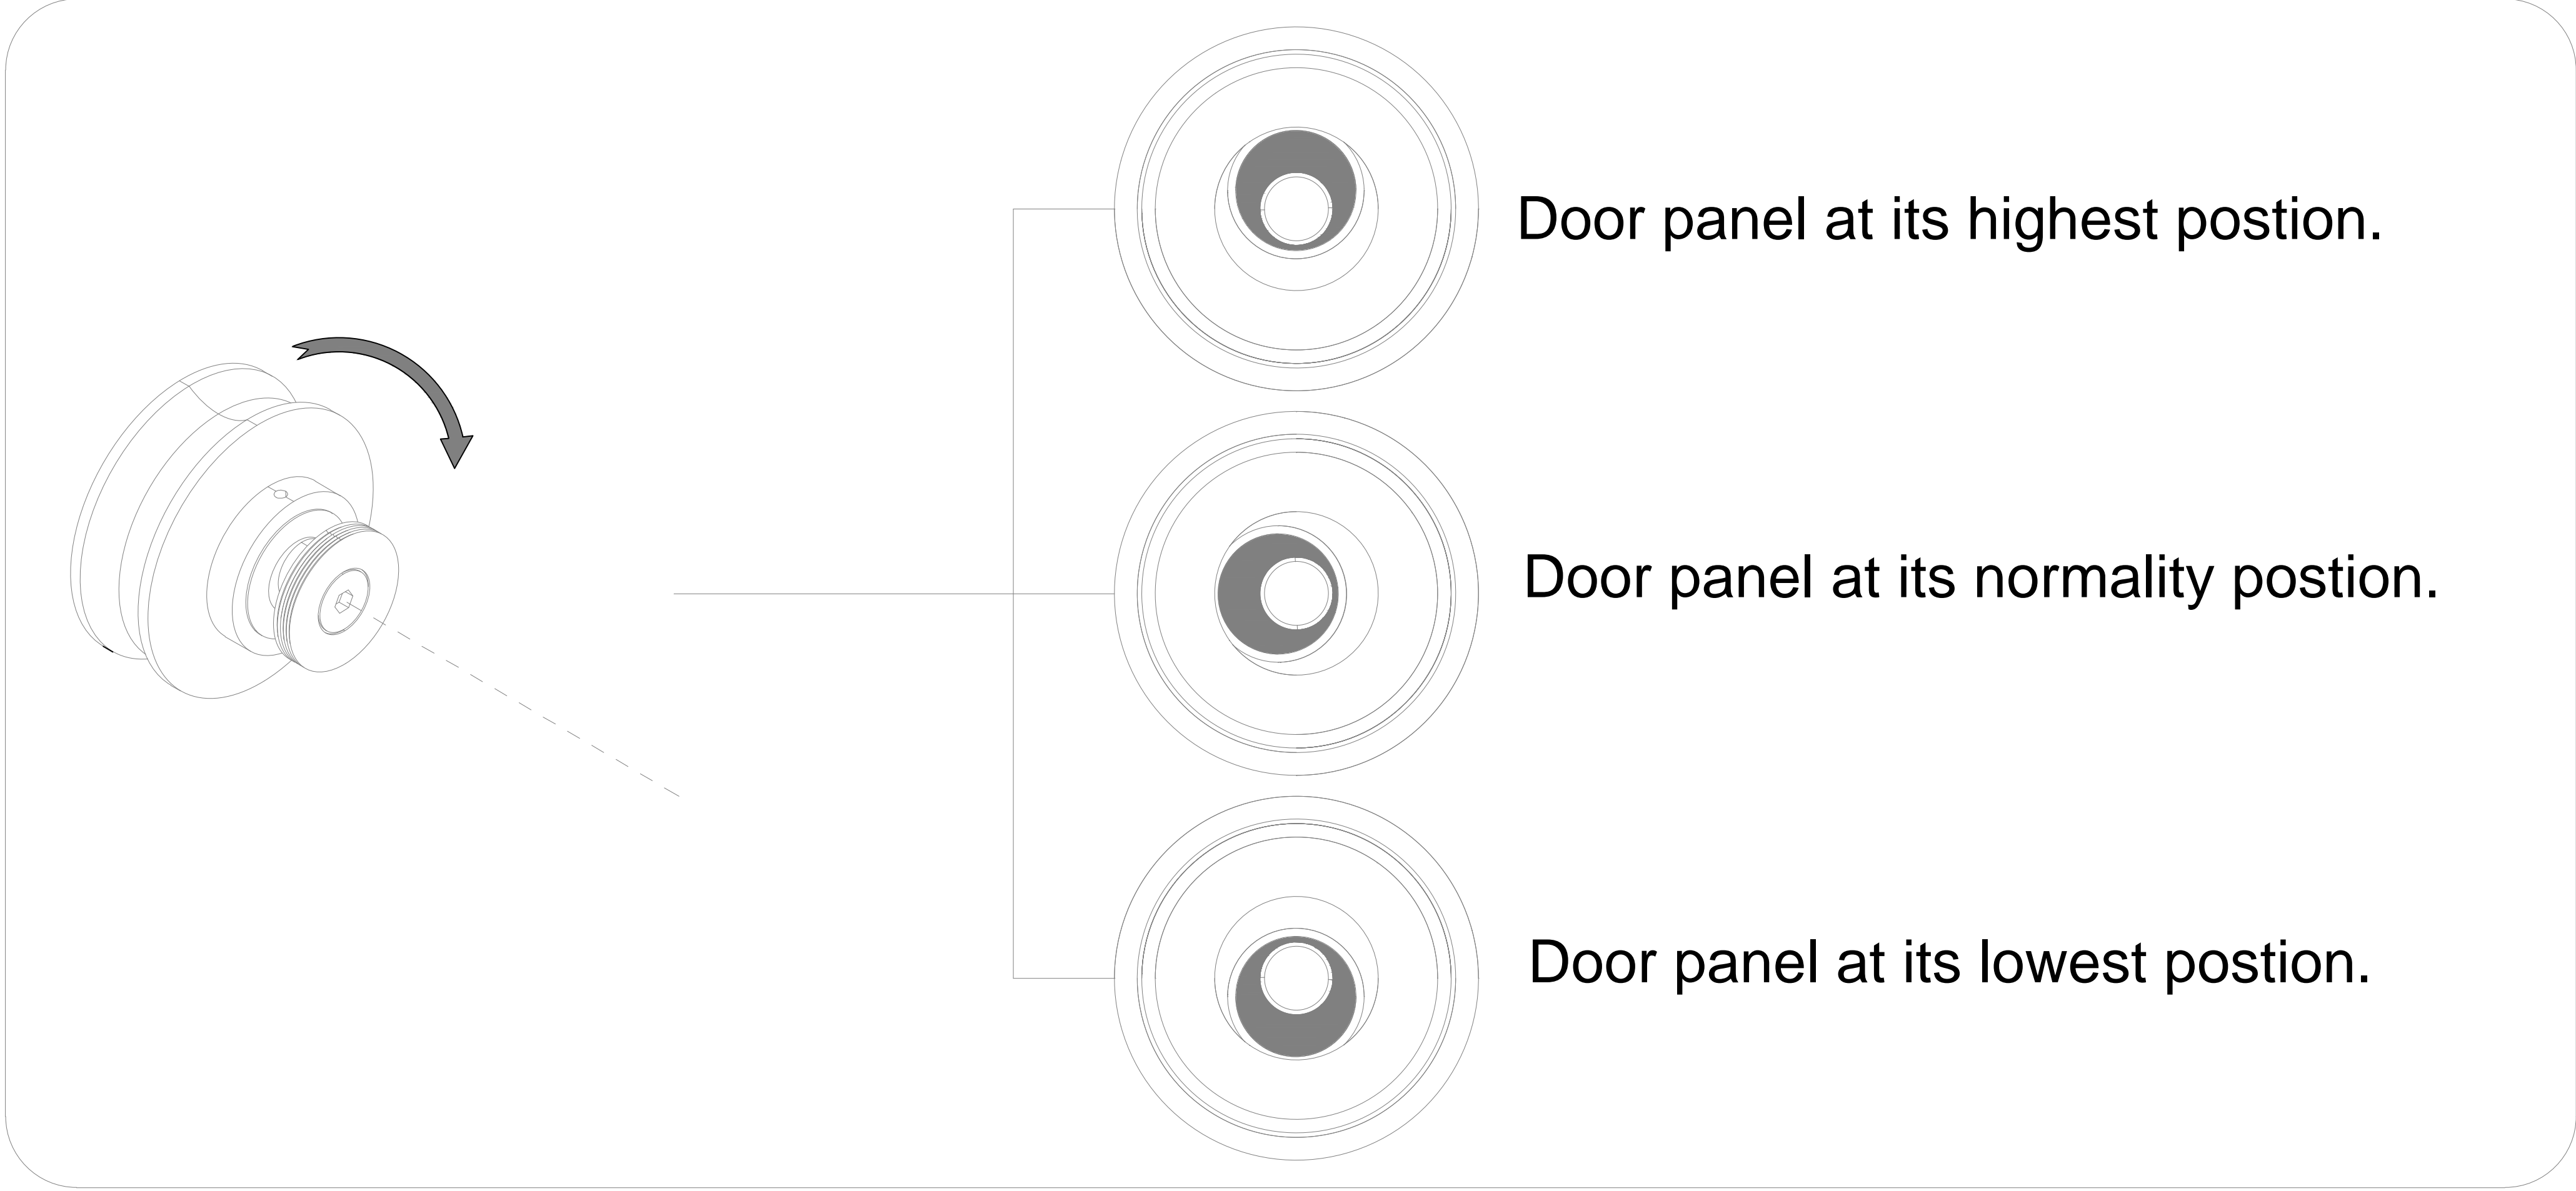 Door panel at its highest postion.
Door panel at its normality postion.
Door panel at its lowest postion.